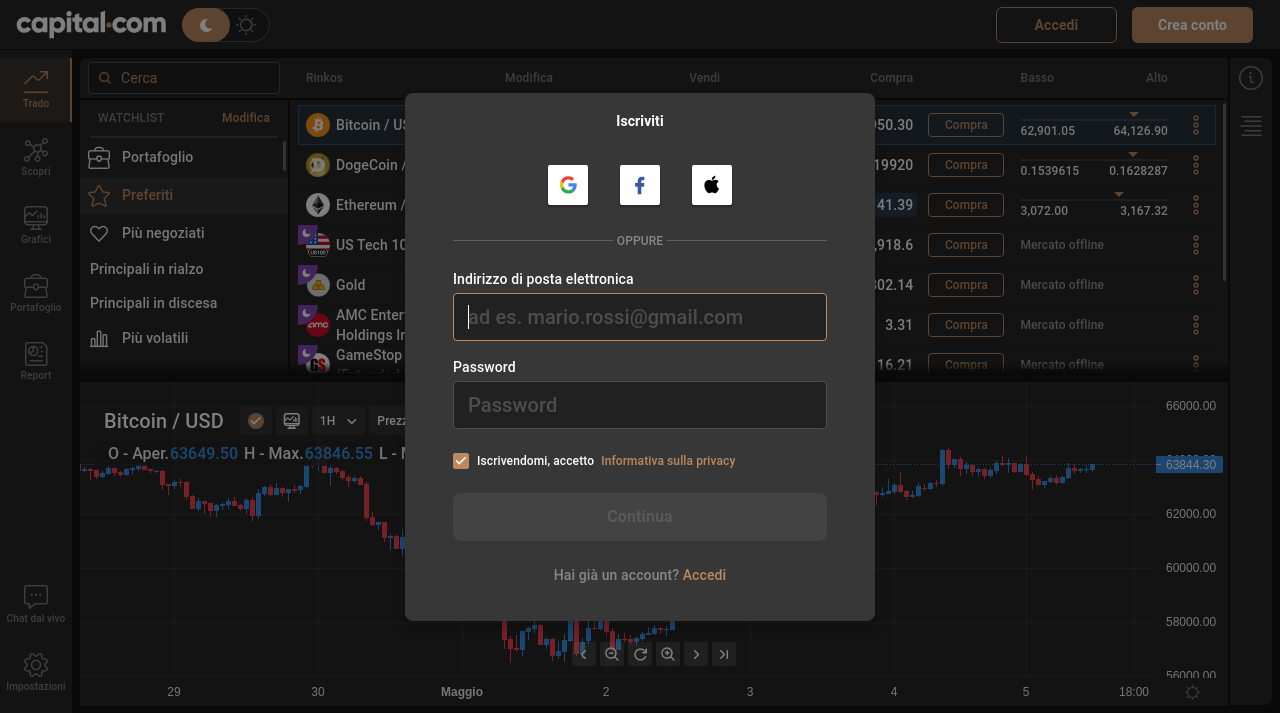 capital.com
Accedi
Crea conto
Trado
Scopri
Grafici
Portafoglio
Report
Chat dal vivo
Impostazioni
Cerca
WATCHLIST Modifica
Portafoglio
Preferiti
Più negoziati
Principali in rialzo
Principali in discesa
Più volatili
Rinkos Modifica Vendi Compra Basso Alto
Bitcoin / US 950.30 Compra 62,901.05 64,126.90
DogeCoin / 19920 Compra 0.1539615 0.1628287
Ethereum / 41.39 Compra 3,072.00 3,167.32
US Tech 10 ,918.6 Compra Mercato offline
Gold 302.14 Compra Mercato offline
AMC Enter
Holdings In 3.31 Compra Mercato offline
GameStop 16.21 Compra Mercato offline
Iscriviti
OPPURE
Indirizzo di posta elettronica
ad es. mario.rossi@gmail.com
Password
Password
Iscrivendomi, accetto Informativa sulla privacy
Continua
Hai già un account? Accedi
Bitcoin / USD 1H Prezz
O - Aper.63649.50 H - Max.63846.55 L - M
66000.00
63844.30
62000.00
60000.00
58000.00
56000.00
29 30 Maggio 2 3 4 5 18:00